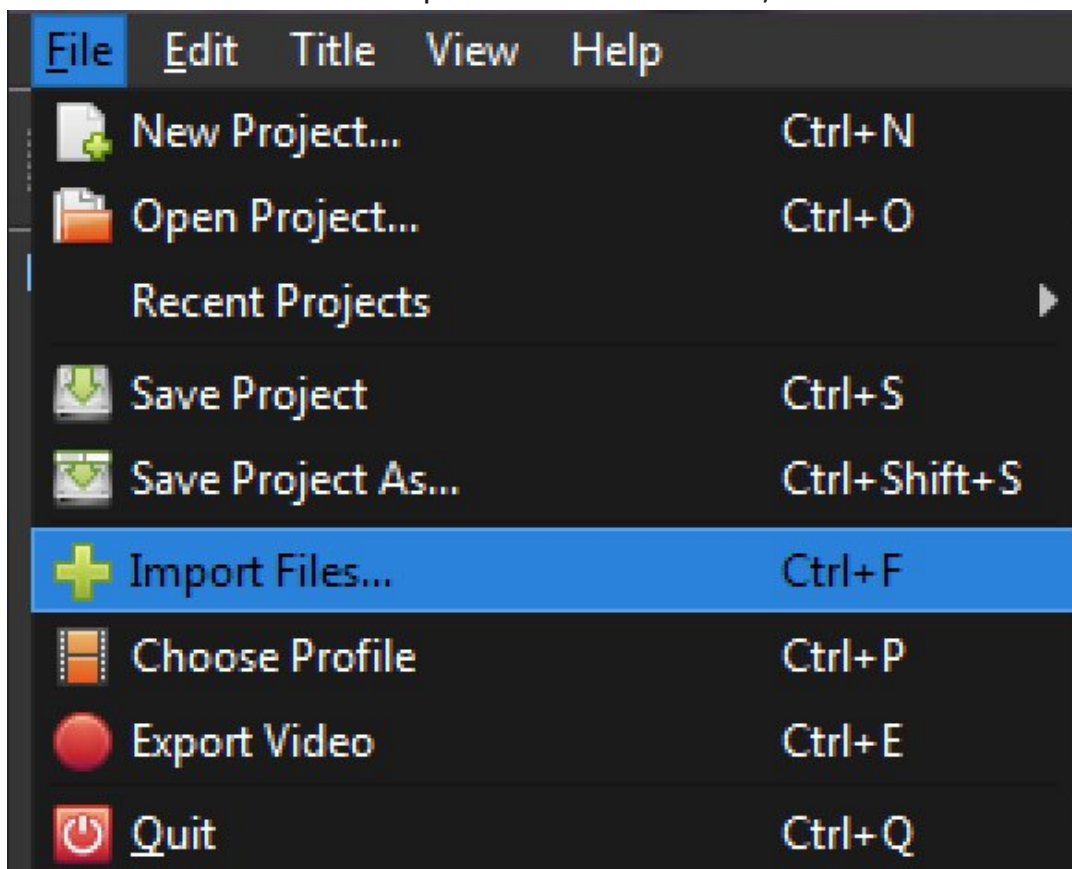 File Edit Title View Help
New Project... Ctrl+N
Open Project... Ctrl+O
Recent Projects
Save Project Ctrl+S
Save Project As... Ctrl+Shift+S
Import Files... Ctrl+F
Choose Profile Ctrl+P
Export Video Ctrl+E
Quit Ctrl+Q